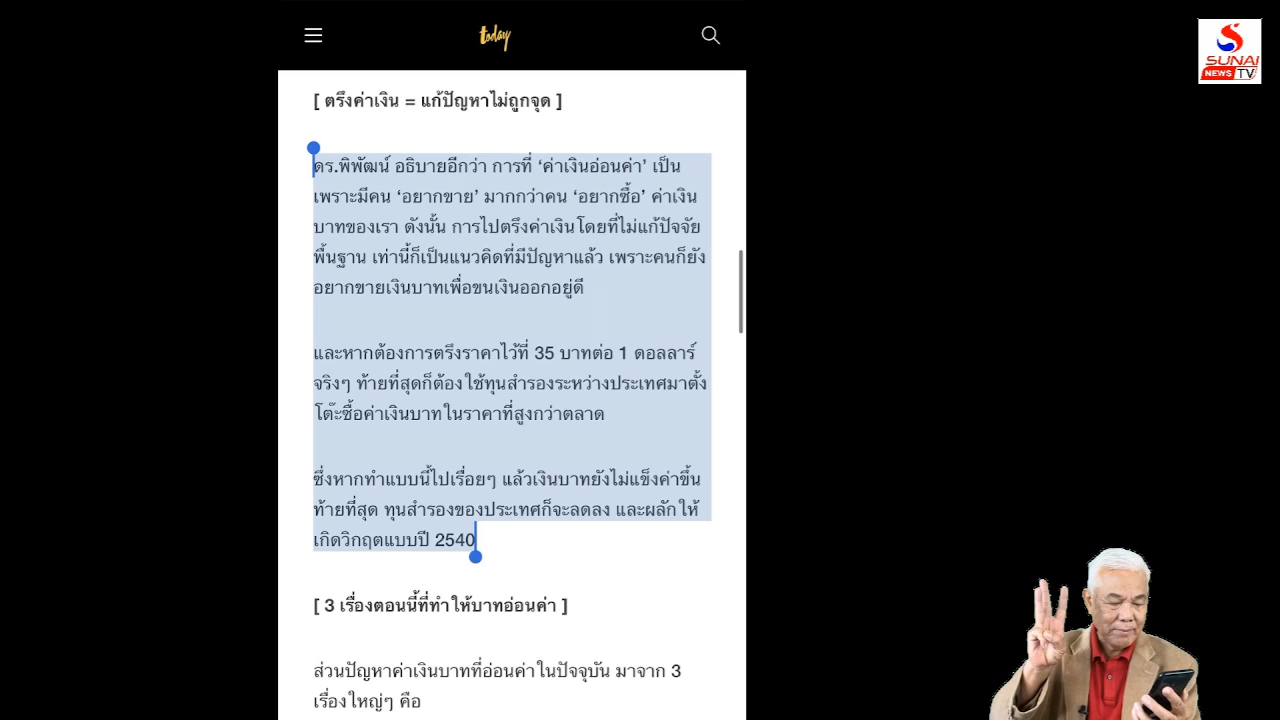 today
SUNAI
NEWS TV
[ ตรึงค่าเงิน = แก้ปัญหาไม่ถูกจุด ]
ดร.พิพัฒน์ อธิบายอีกว่า การที่ ‘ค่าเงินอ่อนค่า’ เป็น
เพราะมีคน ‘อยากขาย’ มากกว่าคน ‘อยากซื้อ’ ค่าเงิน
บาทของเรา ดังนั้น การไปตรึงค่าเงินโดยที่ไม่แก้ปัจจัย
พื้นฐาน เท่านี้ก็เป็นแนวคิดที่มีปัญหาแล้ว เพราะคนก็ยัง
อยากขายเงินบาทเพื่อขนเงินออกอยู่ดี
และหากต้องการตรึงราคาไว้ที่ 35 บาทต่อ 1 ดอลลาร์
จริงๆ ท้ายที่สุดก็ต้องใช้ทุนสำรองระหว่างประเทศมาตั้ง
โต๊ะซื้อค่าเงินบาทในราคาที่สูงกว่าตลาด
ซึ่งหากทำแบบนี้ไปเรื่อยๆ แล้วเงินบาทยังไม่แข็งค่าขึ้น
ท้ายที่สุด ทุนสำรองของประเทศก็จะลดลง และผลักให้
เกิดวิกฤตแบบปี 2540
[ 3 เรื่องตอนนี้ที่ทำให้บาทอ่อนค่า ]
ส่วนปัญหาค่าเงินบาทที่อ่อนค่าในปัจจุบัน มาจาก 3
เรื่องใหญ่ๆ คือ